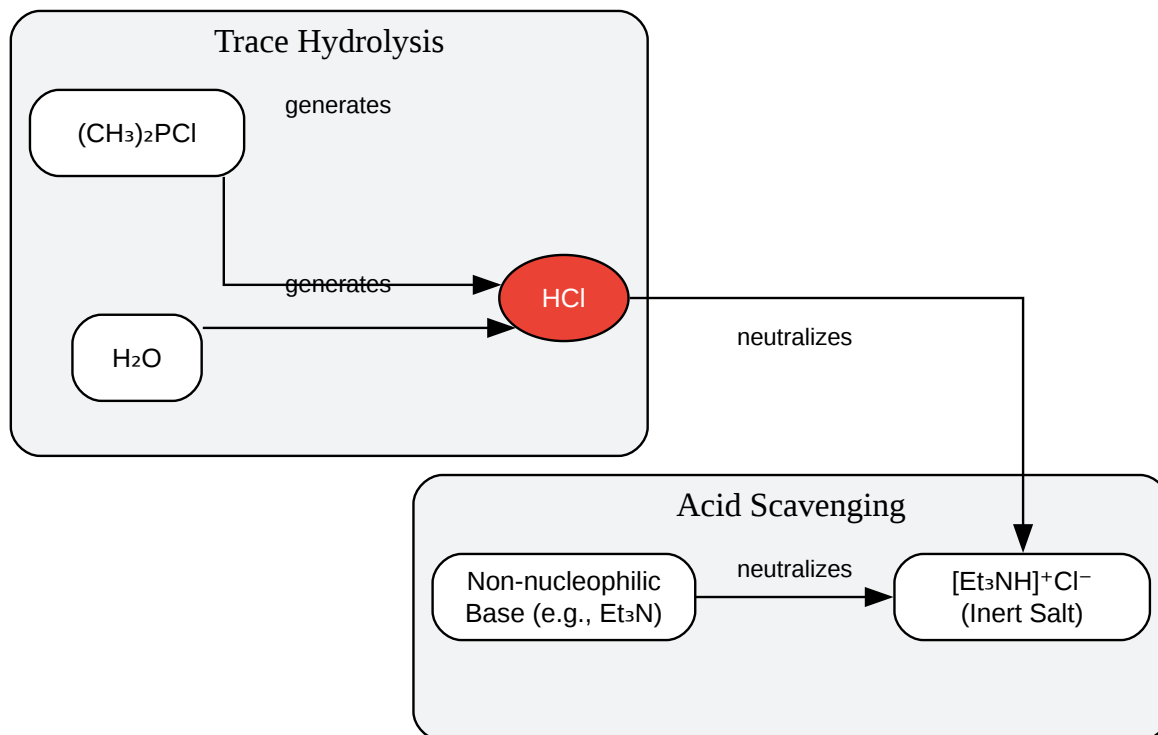 Trace Hydrolysis
generates
(CH₃)₂PCl
generates
HCl
H₂O
neutralizes
Acid Scavenging
Non-nucleophilic
Base (e.g., Et₃N)
neutralizes
[Et₃NH]⁺Cl⁻
(Inert Salt)